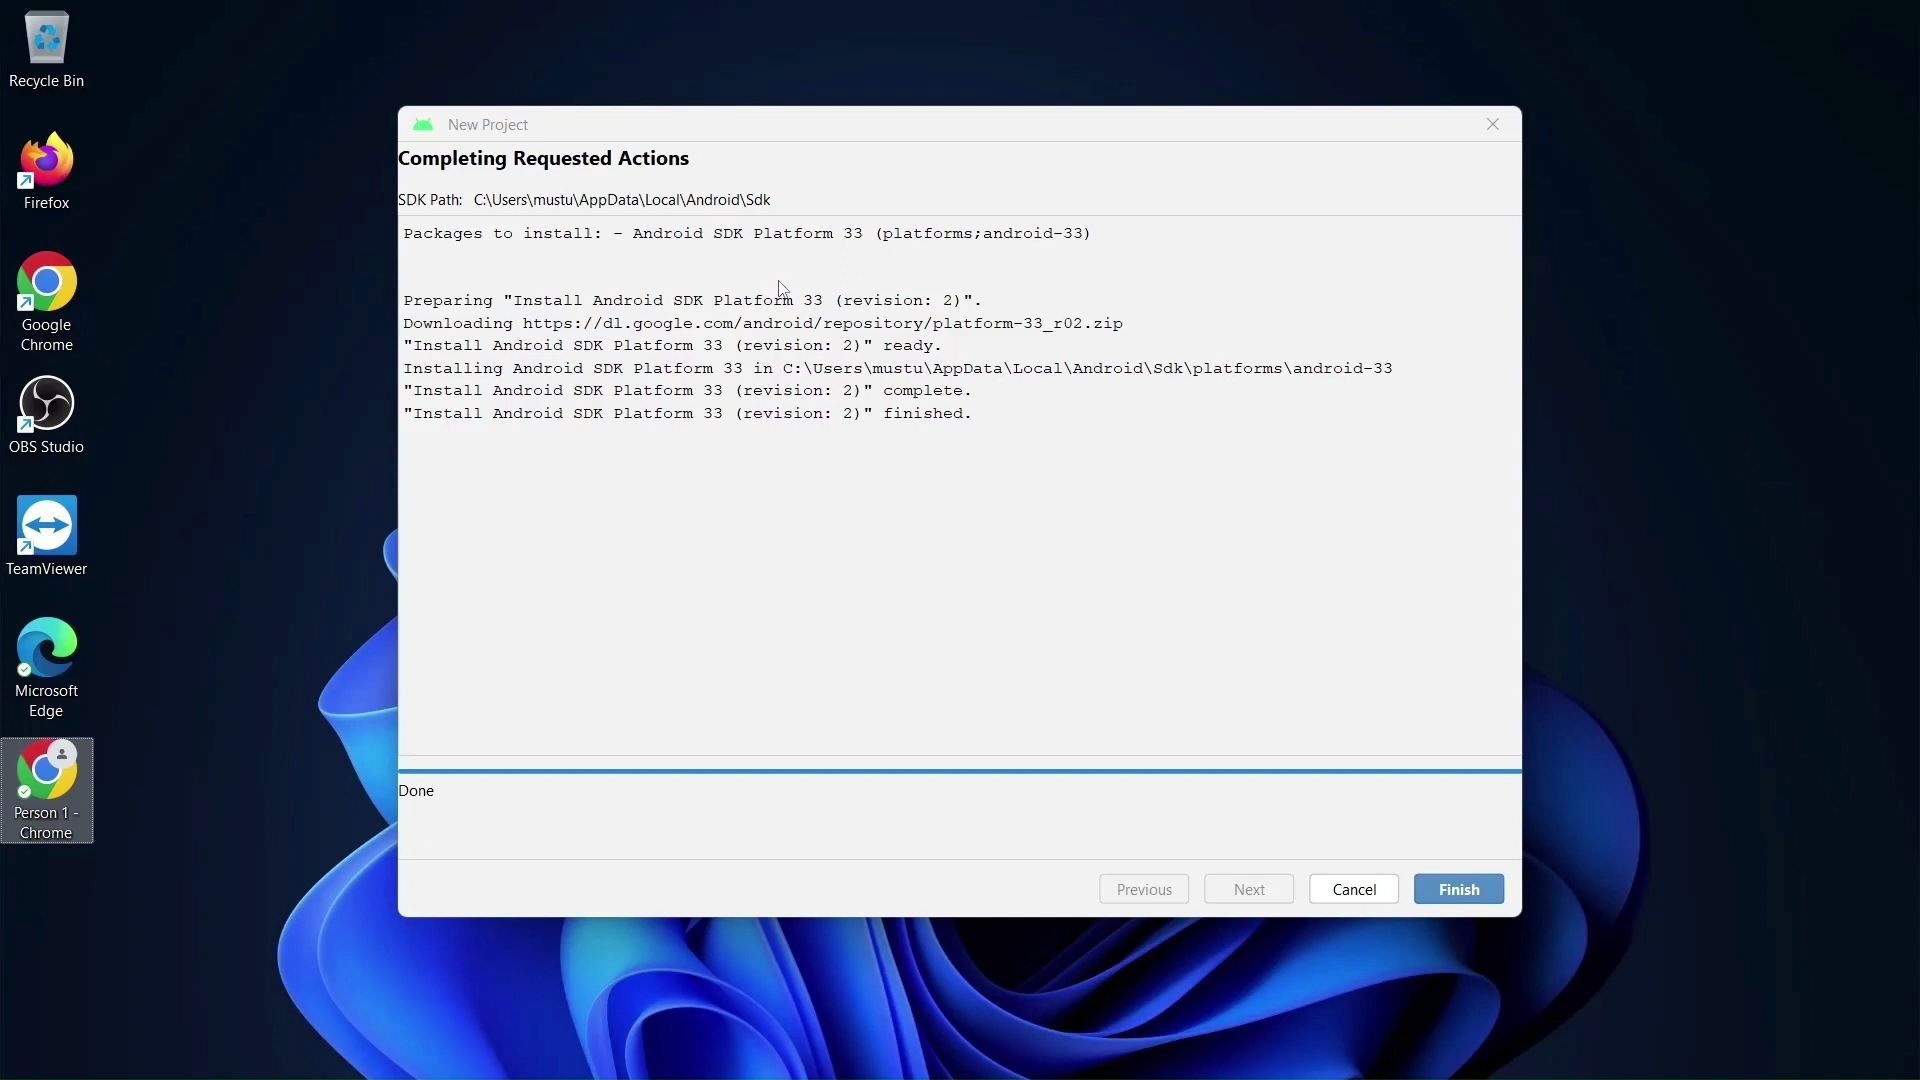 Recycle Bin
Firefox
Google
Chrome
OBS Studio
TeamViewer
Microsoft
Edge
Person 1 -
Chrome
New Project
Completing Requested Actions
SDK Path: C:\Users\mustu\AppData\Local\Android\Sdk
Packages to install: - Android SDK Platform 33 (platforms;android-33)
Preparing "Install Android SDK Platform 33 (revision: 2)".
Downloading https://dl.google.com/android/repository/platform-33_r02.zip
"Install Android SDK Platform 33 (revision: 2)" ready.
Installing Android SDK Platform 33 in C:\Users\mustu\AppData\Local\Android\Sdk\platforms\android-33
"Install Android SDK Platform 33 (revision: 2)" complete.
"Install Android SDK Platform 33 (revision: 2)" finished.
Done
Previous
Next
Cancel
Finish